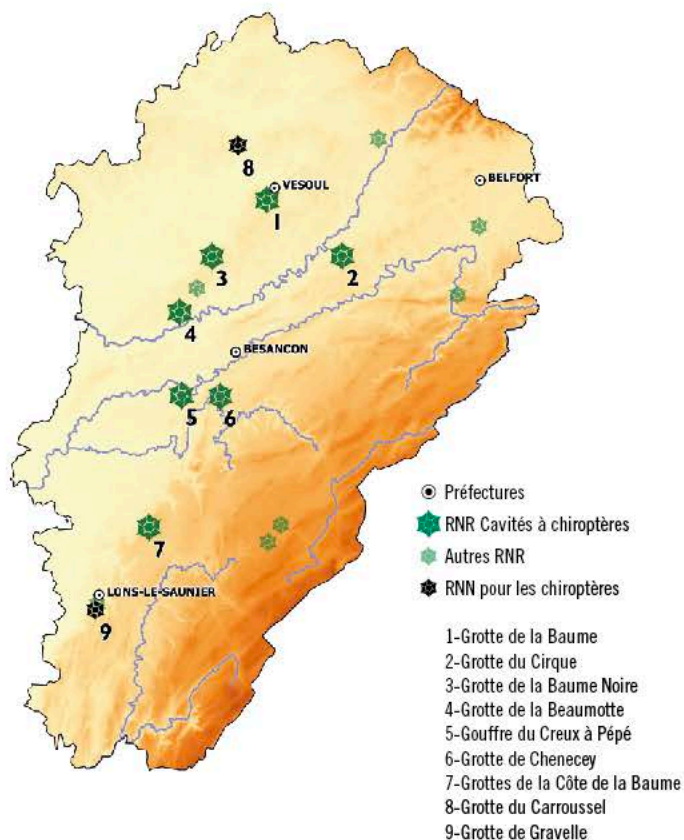 8
VESOUL
BELFORT
1
3
2
4
BESANCON
5
6
7
LONS-LE-SAUNIER
9
Préfectures
RNR Cavités à chiroptères
Autres RNR
RNN pour les chiroptères
1-Grotte de la Baume
2-Grotte du Cirque
3-Grotte de la Baume Noire
4-Grotte de la Beaumotte
5-Gouffre du Creux à Pépé
6-Grotte de Chenecey
7-Grottes de la Côte de la Baume
8-Grotte du Carroussel
9-Grotte de Gravelle